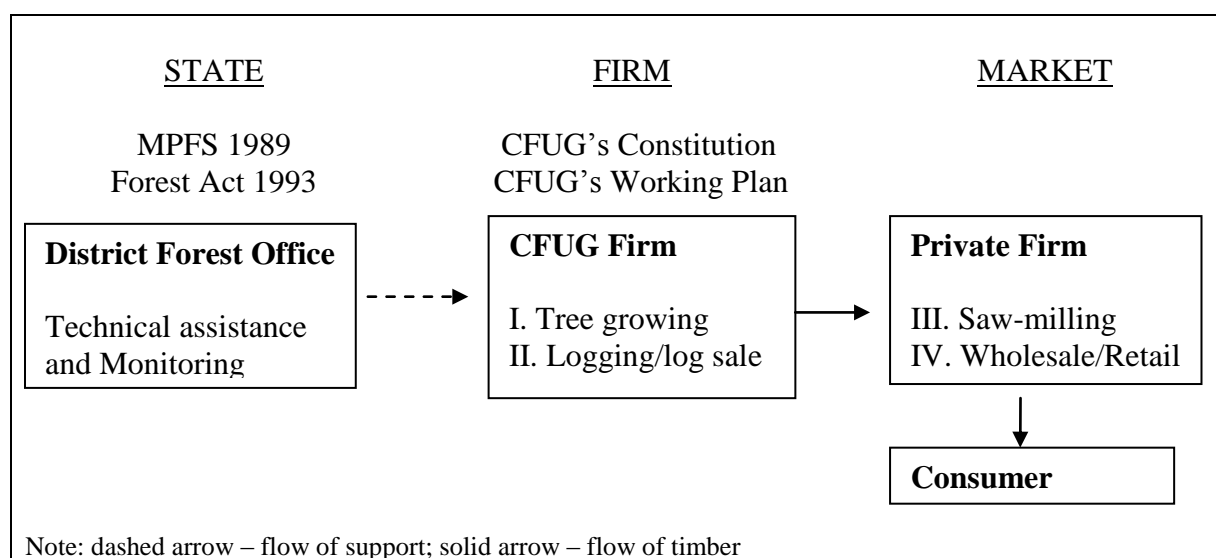 STATE
FIRM
MARKET
MPFS 1989
Forest Act 1993
CFUG’s Constitution
CFUG’s Working Plan
District Forest Office
Technical assistance
and Monitoring
CFUG Firm
I. Tree growing
II. Logging/log sale
Private Firm
III. Saw-milling
IV. Wholesale/Retail
Consumer
Note: dashed arrow – flow of support; solid arrow – flow of timber